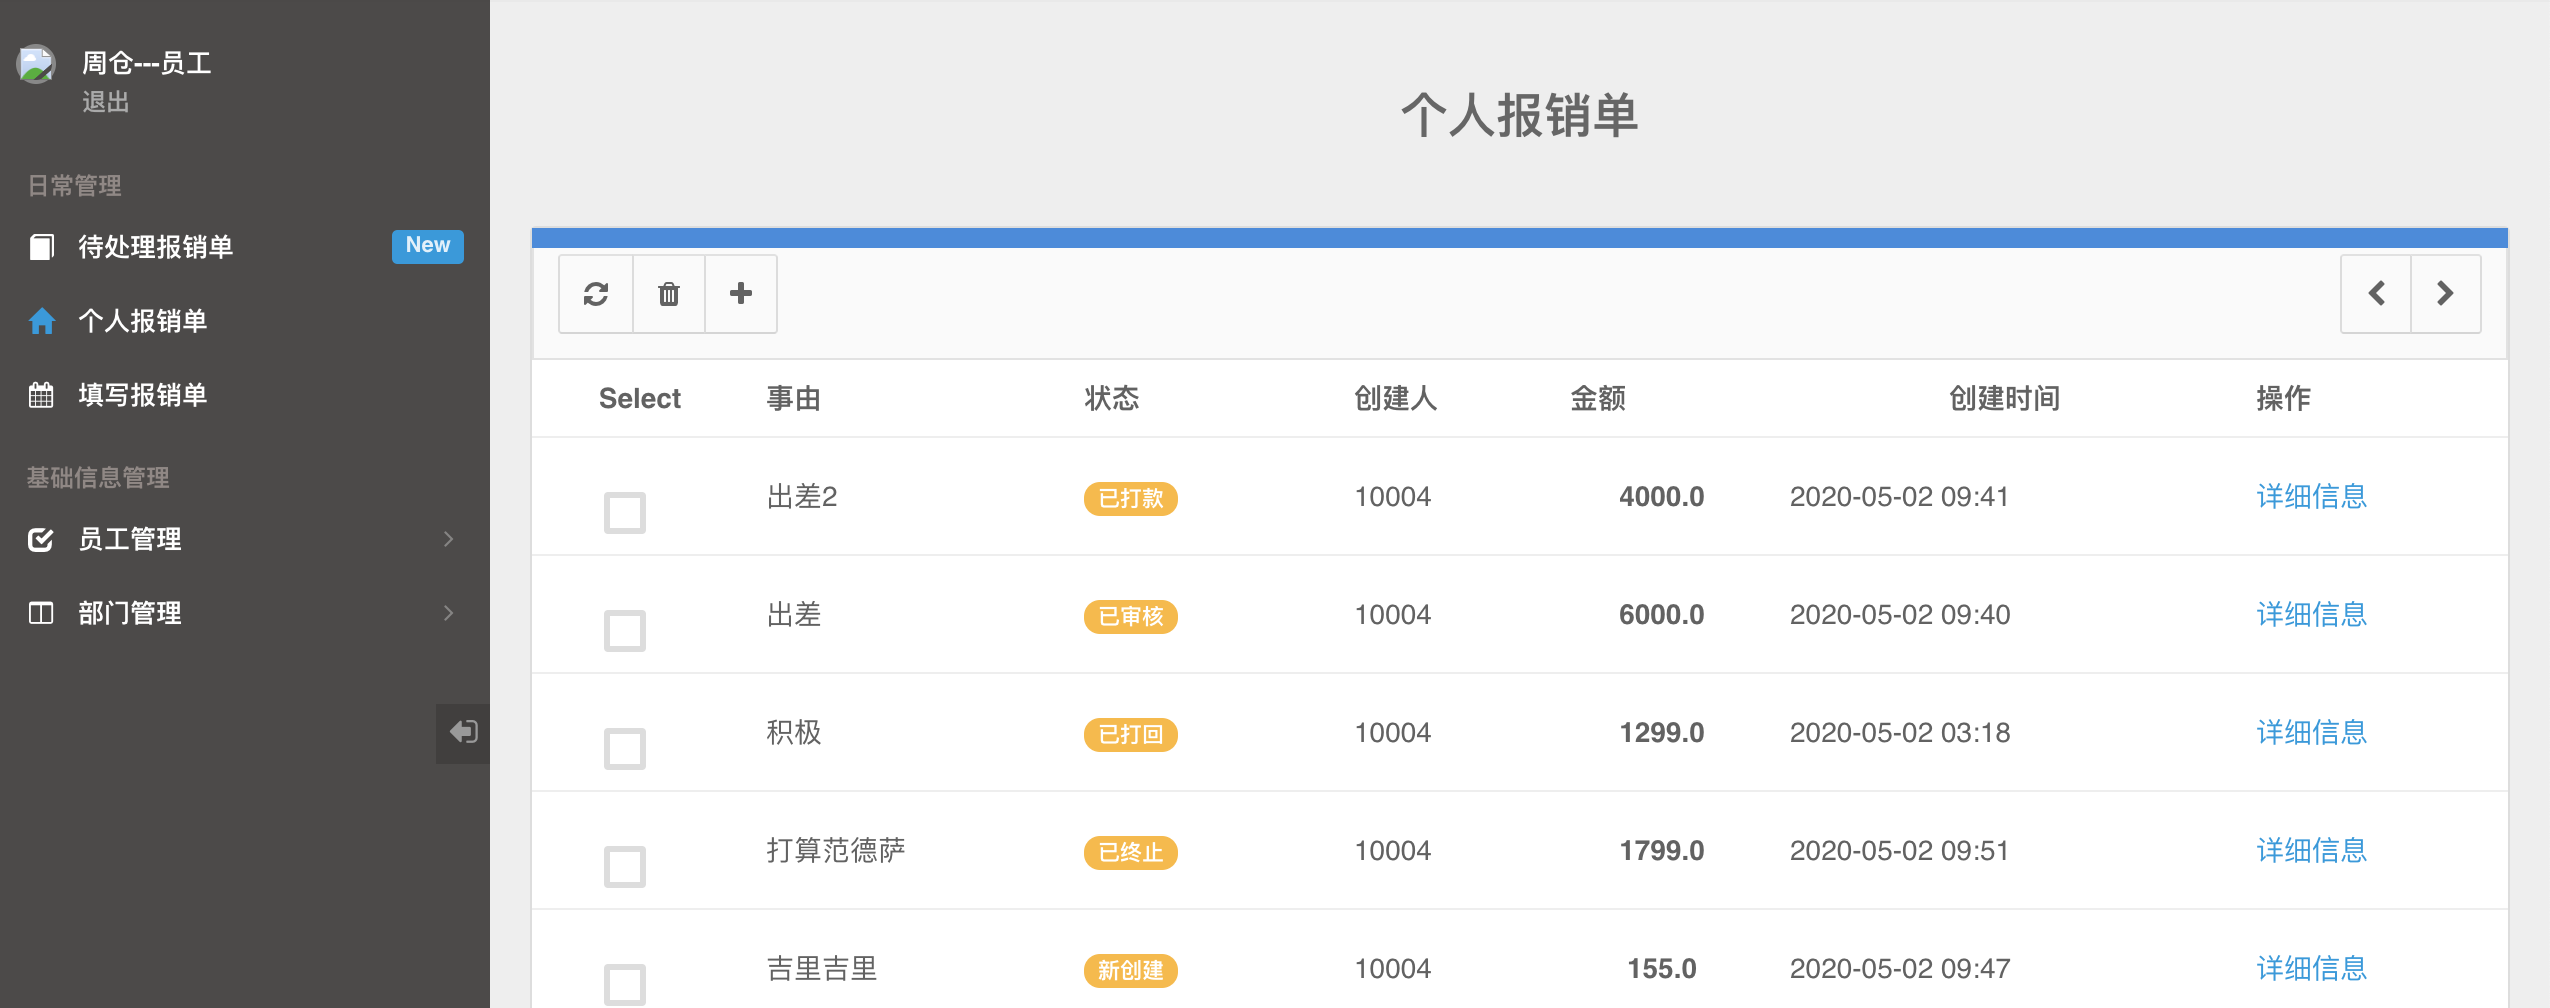 周仓---员工
退出
日常管理
待处理报销单 New
个人报销单
填写报销单
基础信息管理
员工管理
部门管理
个人报销单
Select 事由 状态 创建人 金额 创建时间 操作
出差2 已打款 10004 4000.0 2020-05-02 09:41 详细信息
出差 已审核 10004 6000.0 2020-05-02 09:40 详细信息
积极 已打回 10004 1299.0 2020-05-02 03:18 详细信息
打算范德萨 已终止 10004 1799.0 2020-05-02 09:51 详细信息
吉里吉里 新创建 10004 155.0 2020-05-02 09:47 详细信息